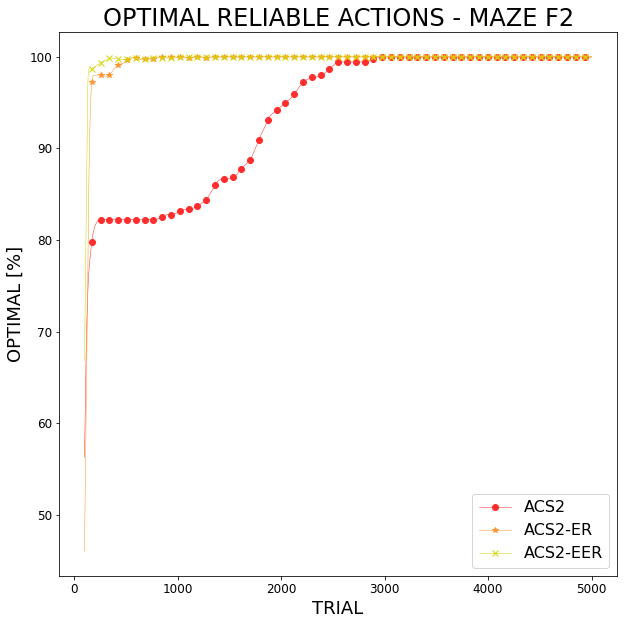 OPTIMAL RELIABLE ACTIONS - MAZE F2
100
90
80
70
60
50
OPTIMAL [%]
0 1000 2000 3000 4000 5000
TRIAL
ACS2
ACS2-ER
ACS2-EER